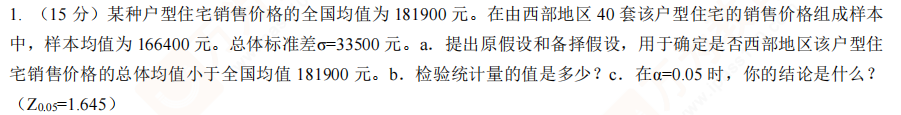 1. （15 分）某种户型住宅销售价格的全国均值为 181900 元。在由西部地区 40 套该户型住宅的销售价格组成样本
中，样本均值为 166400 元。总体标准差σ=33500 元。a．提出原假设和备择假设，用于确定是否西部地区该户型住
宅销售价格的总体均值小于全国均值 181900 元。b．检验统计量的值是多少？c．在α=0.05 时，你的结论是什么？
（Z0.05=1.645）